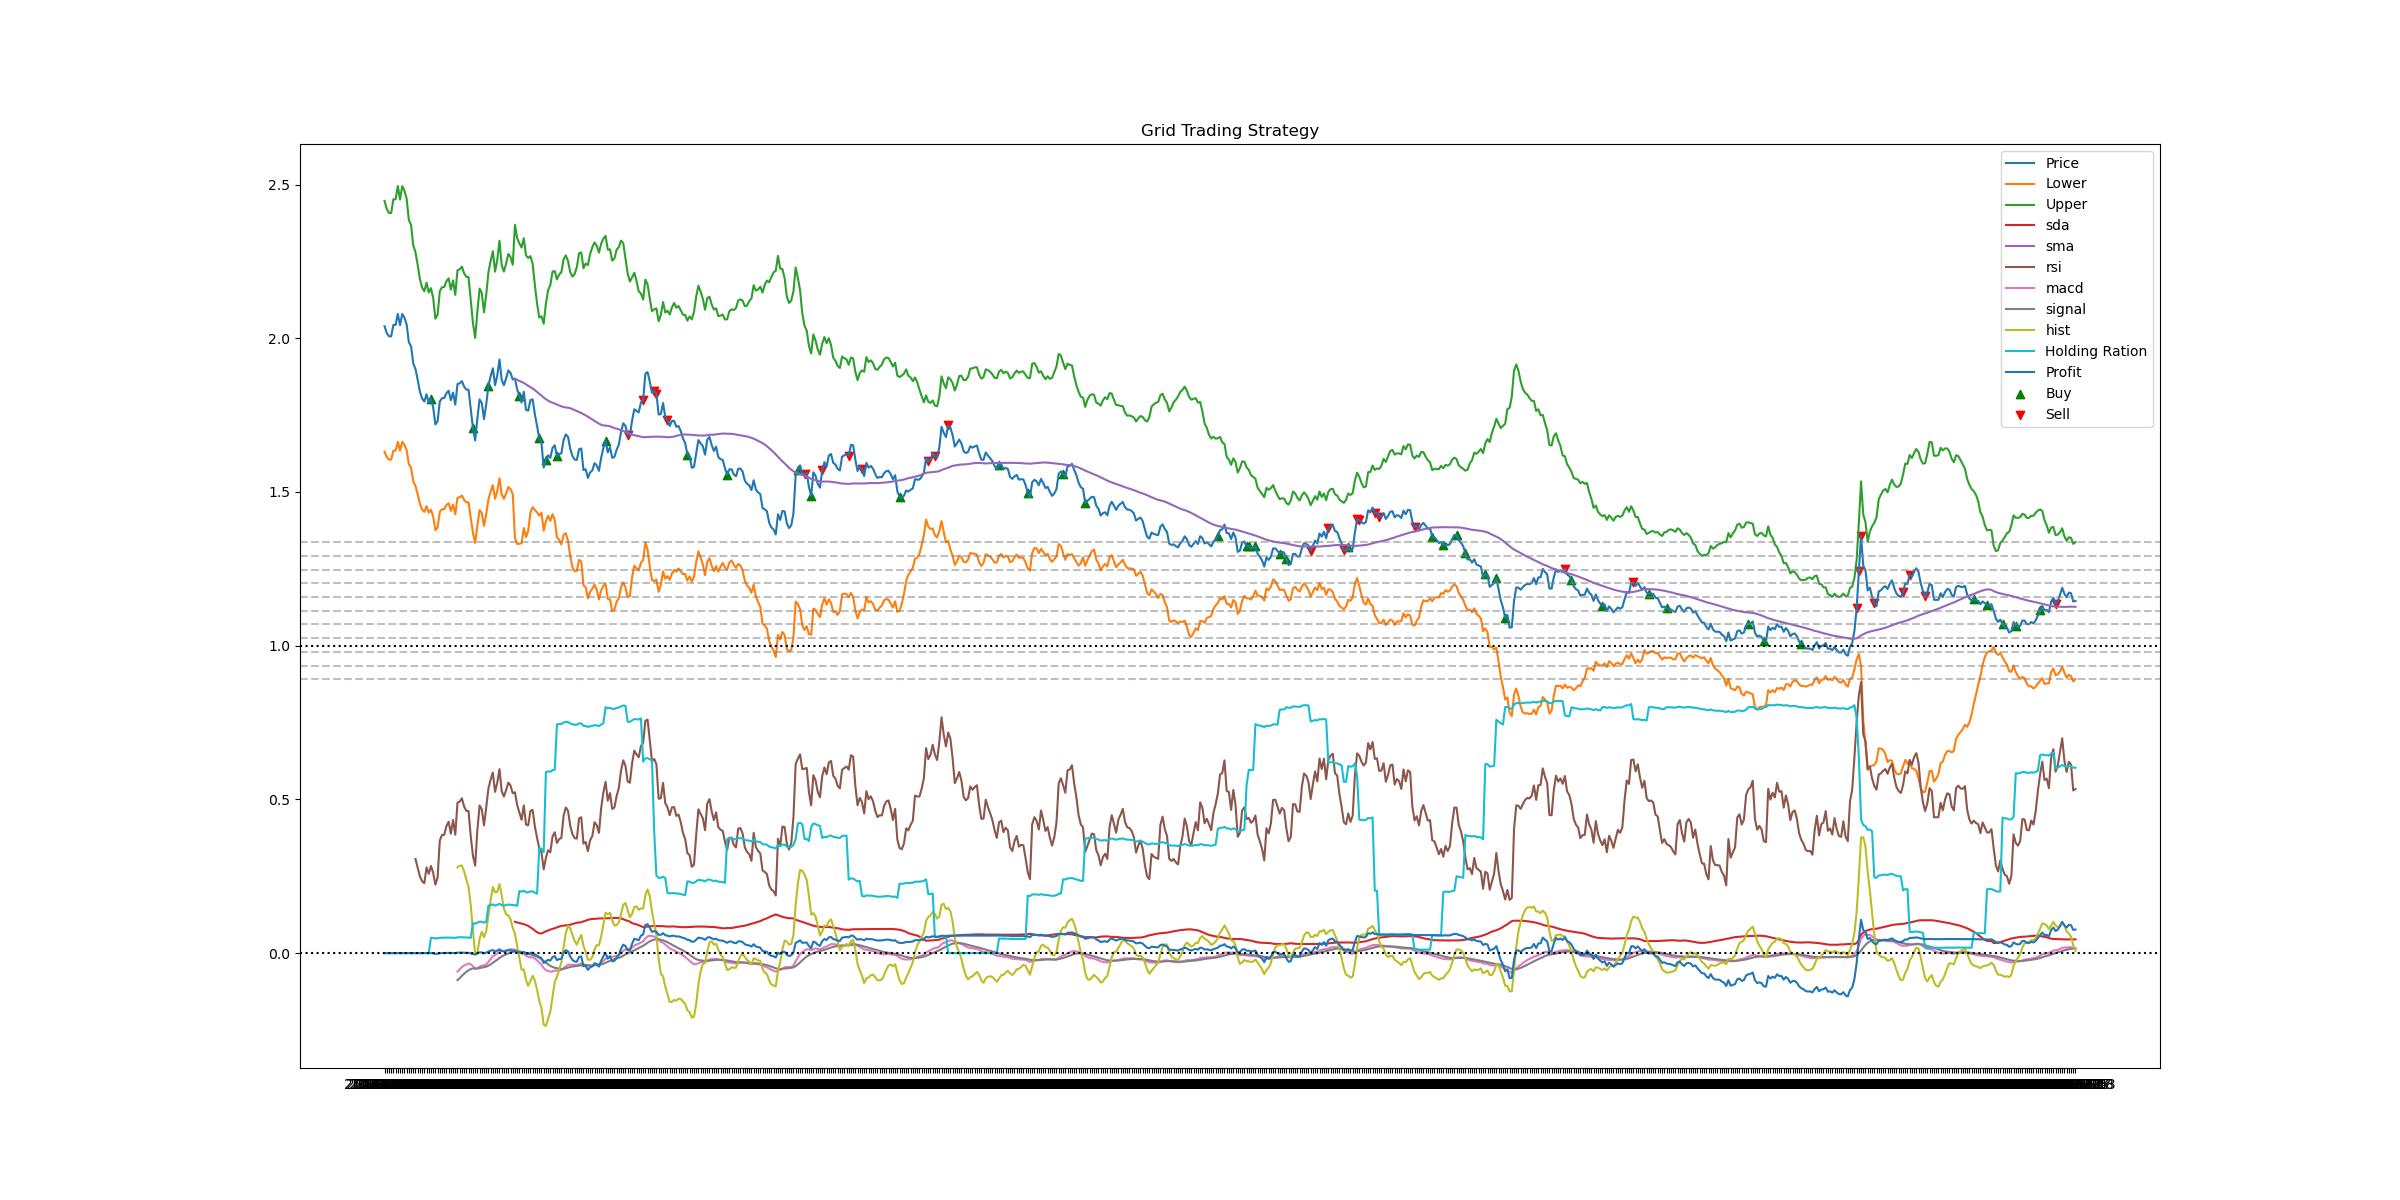 Grid Trading Strategy
2.5
2.0
1.5
1.0
0.5
0.0
Price
Lower
Upper
sda
sma
rsi
macd
signal
hist
Holding Ration
Profit
Buy
Sell